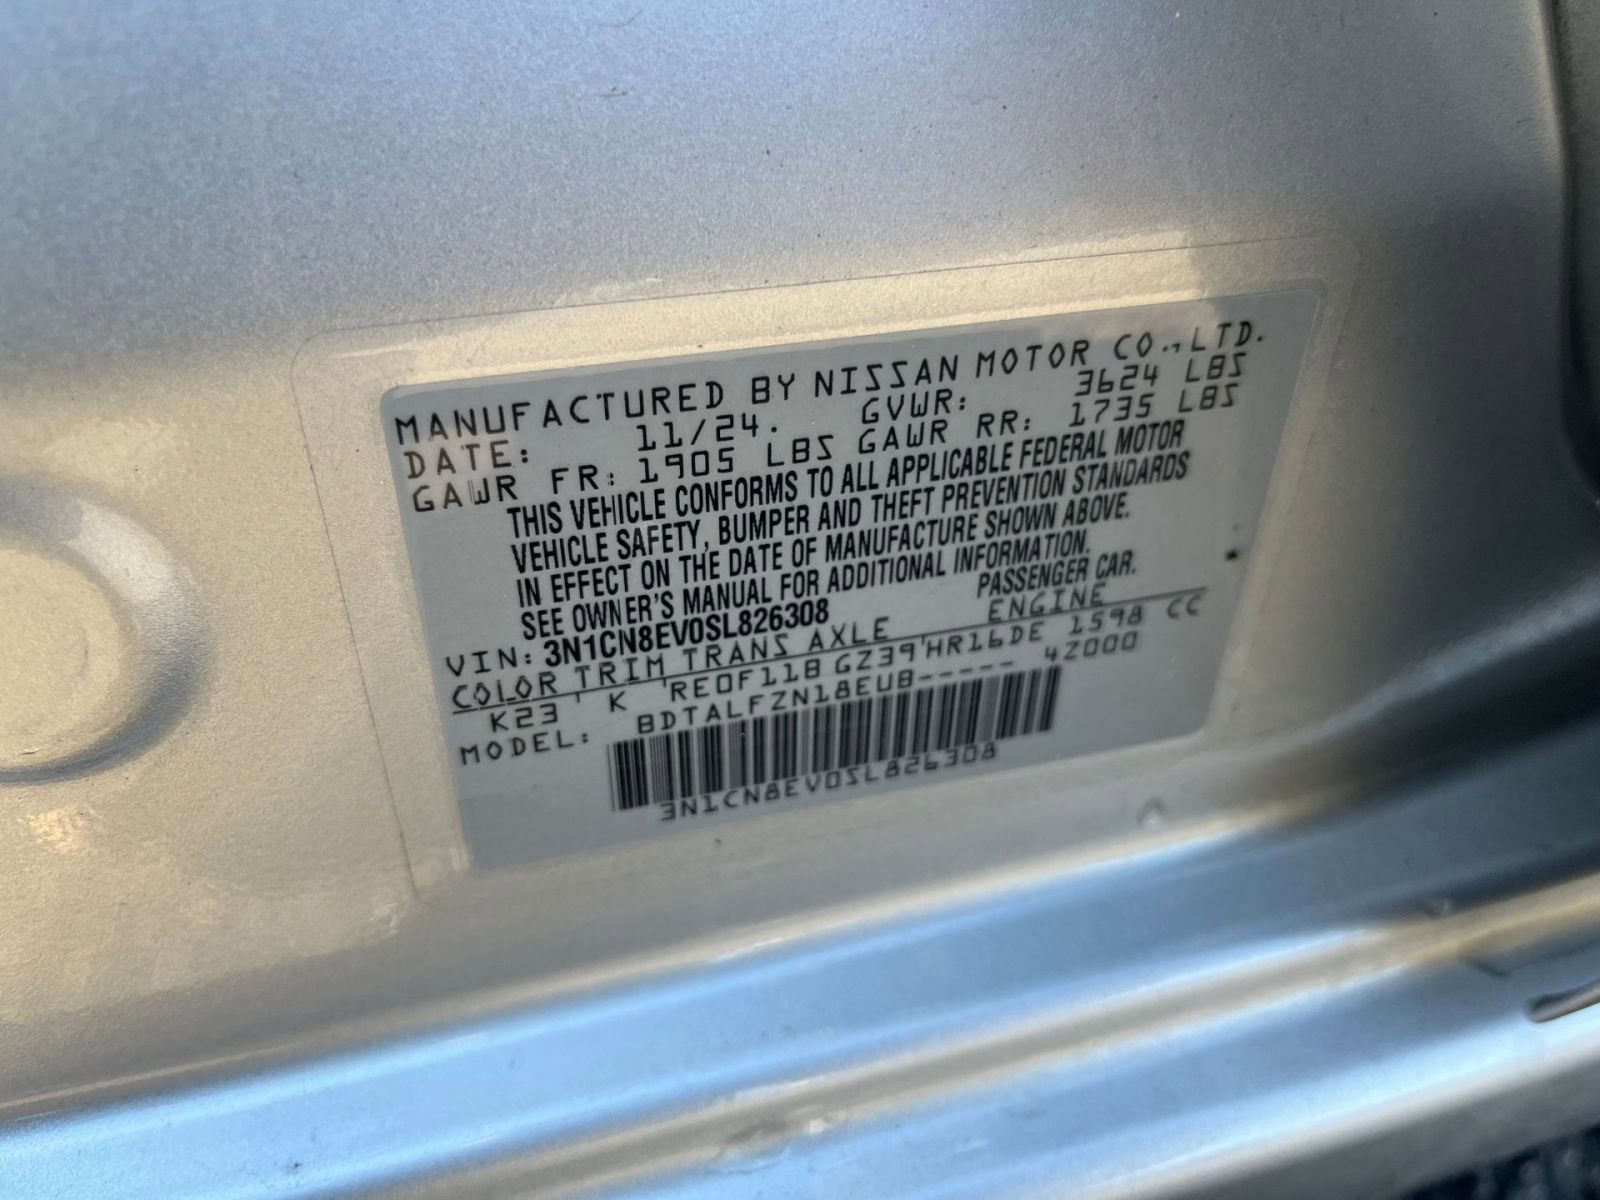 MANUFACTURED BY NISSAN MOTOR CO.,LTD.
DATE: 11/24. GVWR: 3624 LBS
GAWR FR: 1905 LBS GAWR RR: 1735 LBS
THIS VEHICLE CONFORMS TO ALL APPLICABLE FEDERAL MOTOR
VEHICLE SAFETY, BUMPER AND THEFT PREVENTION STANDARDS
IN EFFECT ON THE DATE OF MANUFACTURE SHOWN ABOVE.
SEE OWNER'S MANUAL FOR ADDITIONAL INFORMATION.
VIN: 3N1CN8EV0SL826308 PASSENGER CAR.
COLOR TRIM TRANS AXLE ENGINE
K23 ' K 'RE0F11B GZ39'HR16DE 1598 CC
MODEL: BDTALFZN18EUB----- 4Z000
3N1CN8EV0SL826308